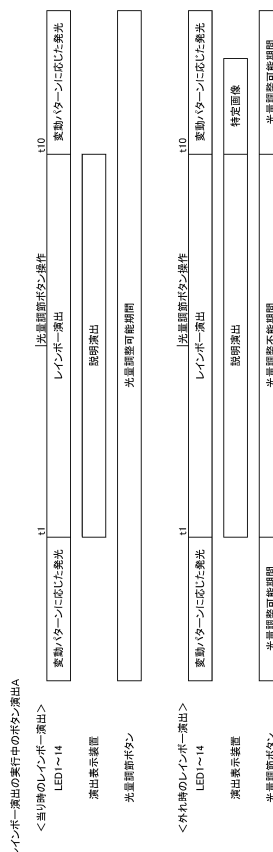 レインボー演出の実行中のボタン演出A
<当り時のレインボー演出>
t1
光量調節ボタン操作
t10
LED1～14
変動パターンに応じた発光
レインボー演出
変動パターンに応じた発光
演出表示装置
説明演出
光量調節ボタン
光量調整可能期間
<外れ時のレインボー演出>
t1
光量調節ボタン操作
t10
LED1～14
変動パターンに応じた発光
レインボー演出
変動パターンに応じた発光
演出表示装置
説明演出
特定画像
光量調節ボタン
光量調整可能期間
光量調整不能期間
光量調整可能期間